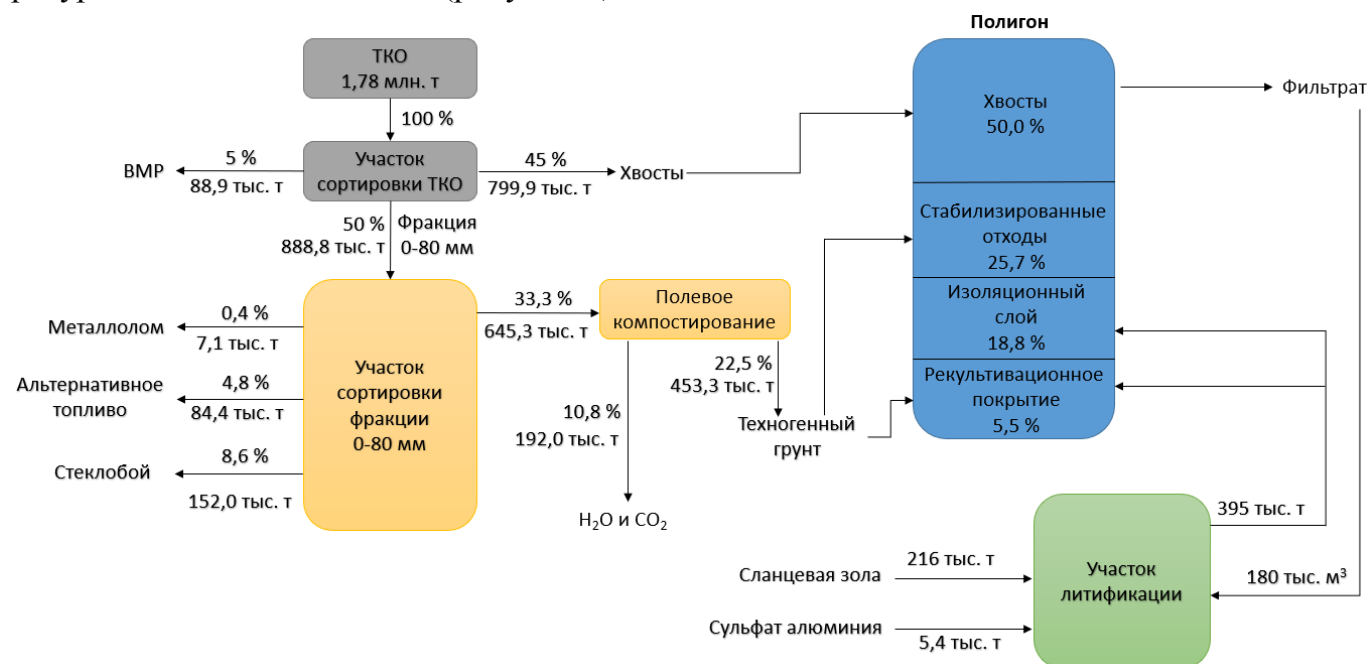 Полигон
ТКО
1,78 млн. т
100 %
Участок
сортировки ТКО
5 %
88,9 тыс. т
ВМР
45 %
799,9 тыс. т
Хвосты
50 %
888,8 тыс. т
Фракция
0-80 мм
Участок
сортировки
фракции
0-80 мм
0,4 %
7,1 тыс. т
Металлолом
4,8 %
84,4 тыс. т
Альтернативное
топливо
8,6 %
152,0 тыс. т
Стеклобой
33,3 %
645,3 тыс. т
Полевое
компостирование
22,5 %
453,3 тыс. т
10,8 %
192,0 тыс. т
H₂O и CO₂
Техногенный
грунт
Хвосты
50,0 %
Стабилизированные
отходы
25,7 %
Изоляционный
слой
18,8 %
Рекультивационное
покрытие
5,5 %
Фильтрат
180 тыс. м³
395 тыс. т
Сланцевая зола
216 тыс. т
Сульфат алюминия
5,4 тыс. т
Участок
литификации